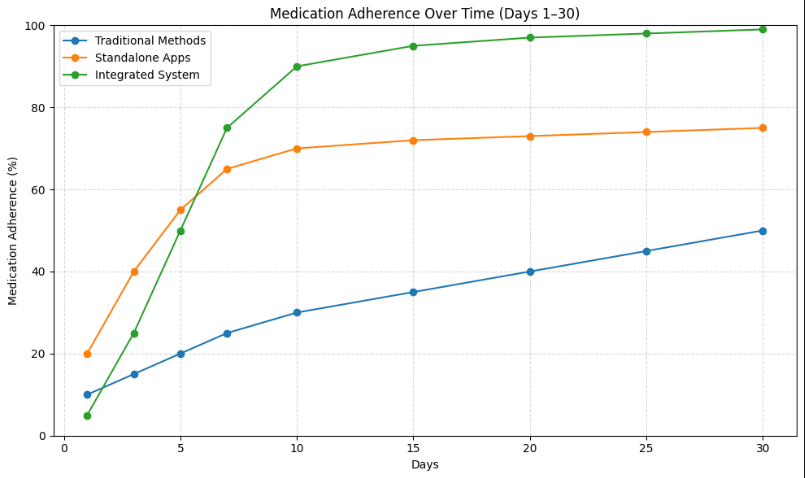 Medication Adherence Over Time (Days 1–30)
Traditional Methods
Standalone Apps
Integrated System
Medication Adherence (%)
100
80
60
40
20
0
0 5 10 15 20 25 30
Days